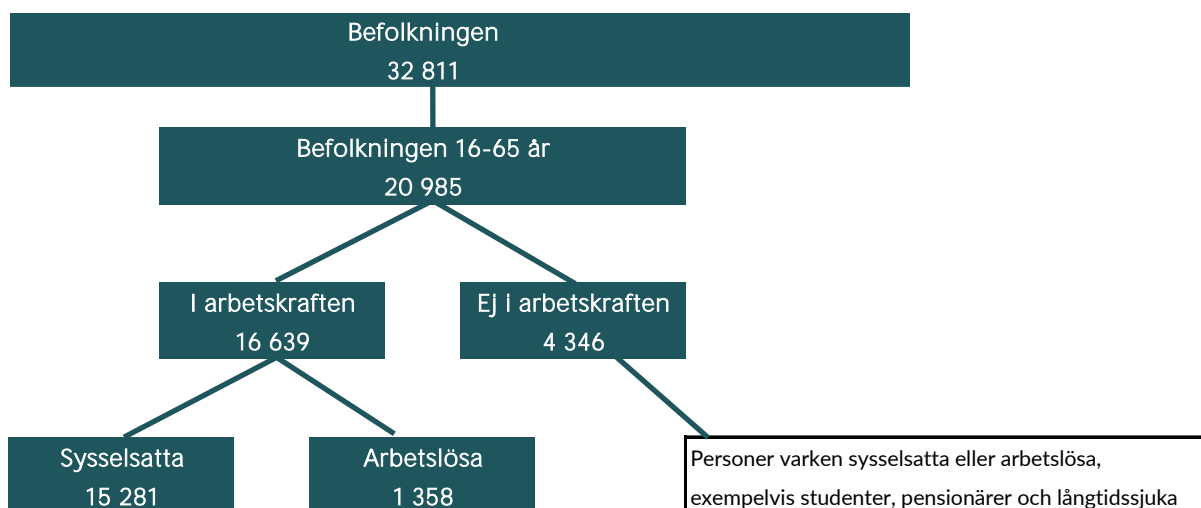 Befolkningen
32 811
Befolkningen 16-65 år
20 985
I arbetskraften
16 639
Ej i arbetskraften
4 346
Sysselsatta
15 281
Arbetslösa
1 358
Personer varken sysselsatta eller arbetslösa,
exempelvis studenter, pensionärer och långtidssjuka